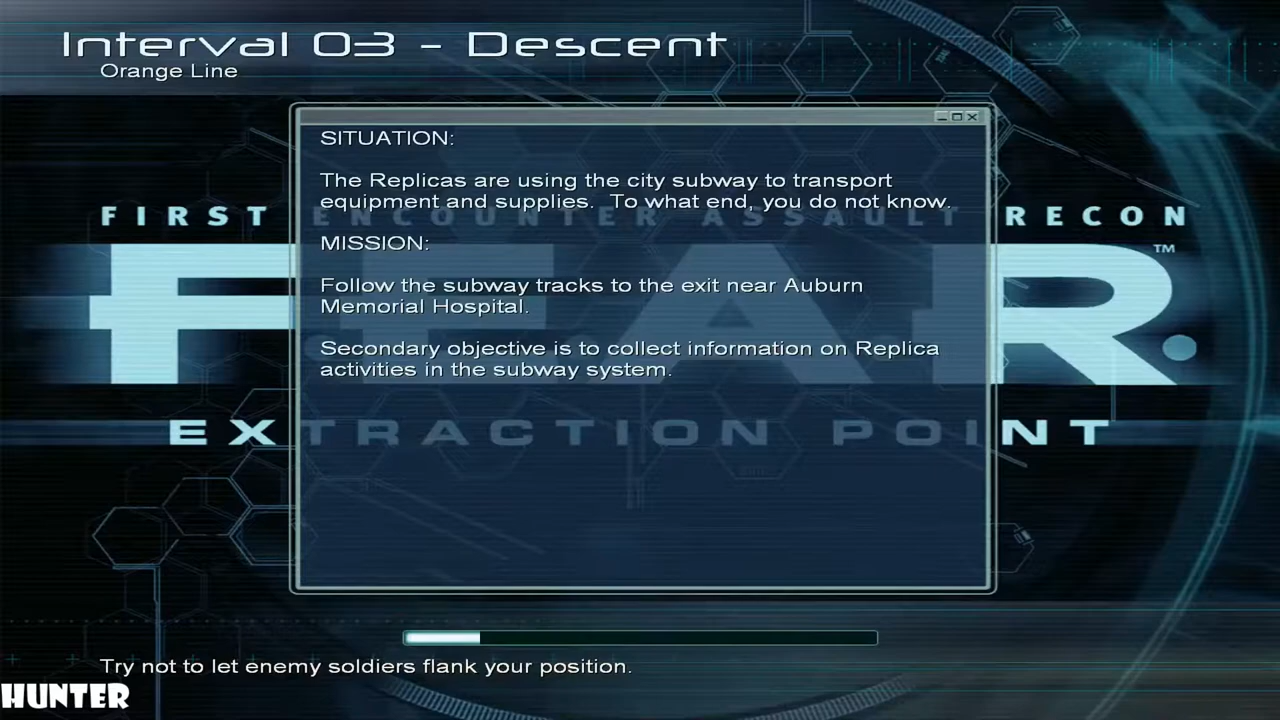 Interval 03 - Descent
Orange Line
SITUATION:
The Replicas are using the city subway to transport
equipment and supplies.  To what end, you do not know.
FIRST ENCOUNTER ASSAULT RECON
MISSION:
FEAR.™
Follow the subway tracks to the exit near Auburn
Memorial Hospital.
Secondary objective is to collect information on Replica
activities in the subway system.
EXTRACTION POINT
Try not to let enemy soldiers flank your position.
HUNTER